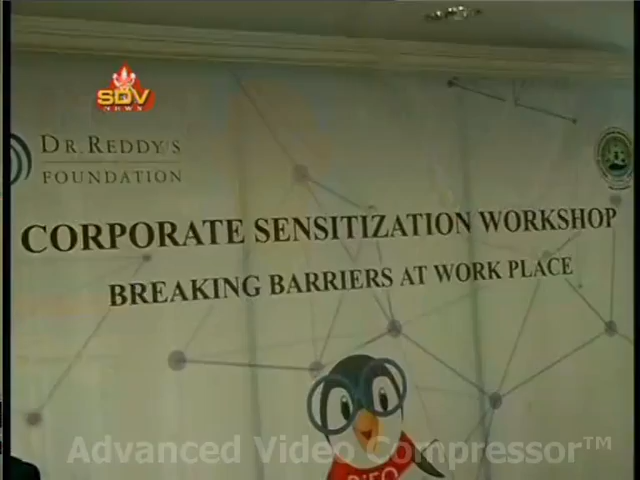 SDV
NEWS
DR. REDDY'S
FOUNDATION
CORPORATE SENSITIZATION WORKSHOP
BREAKING BARRIERS AT WORK PLACE
Advanced Video Compressor™